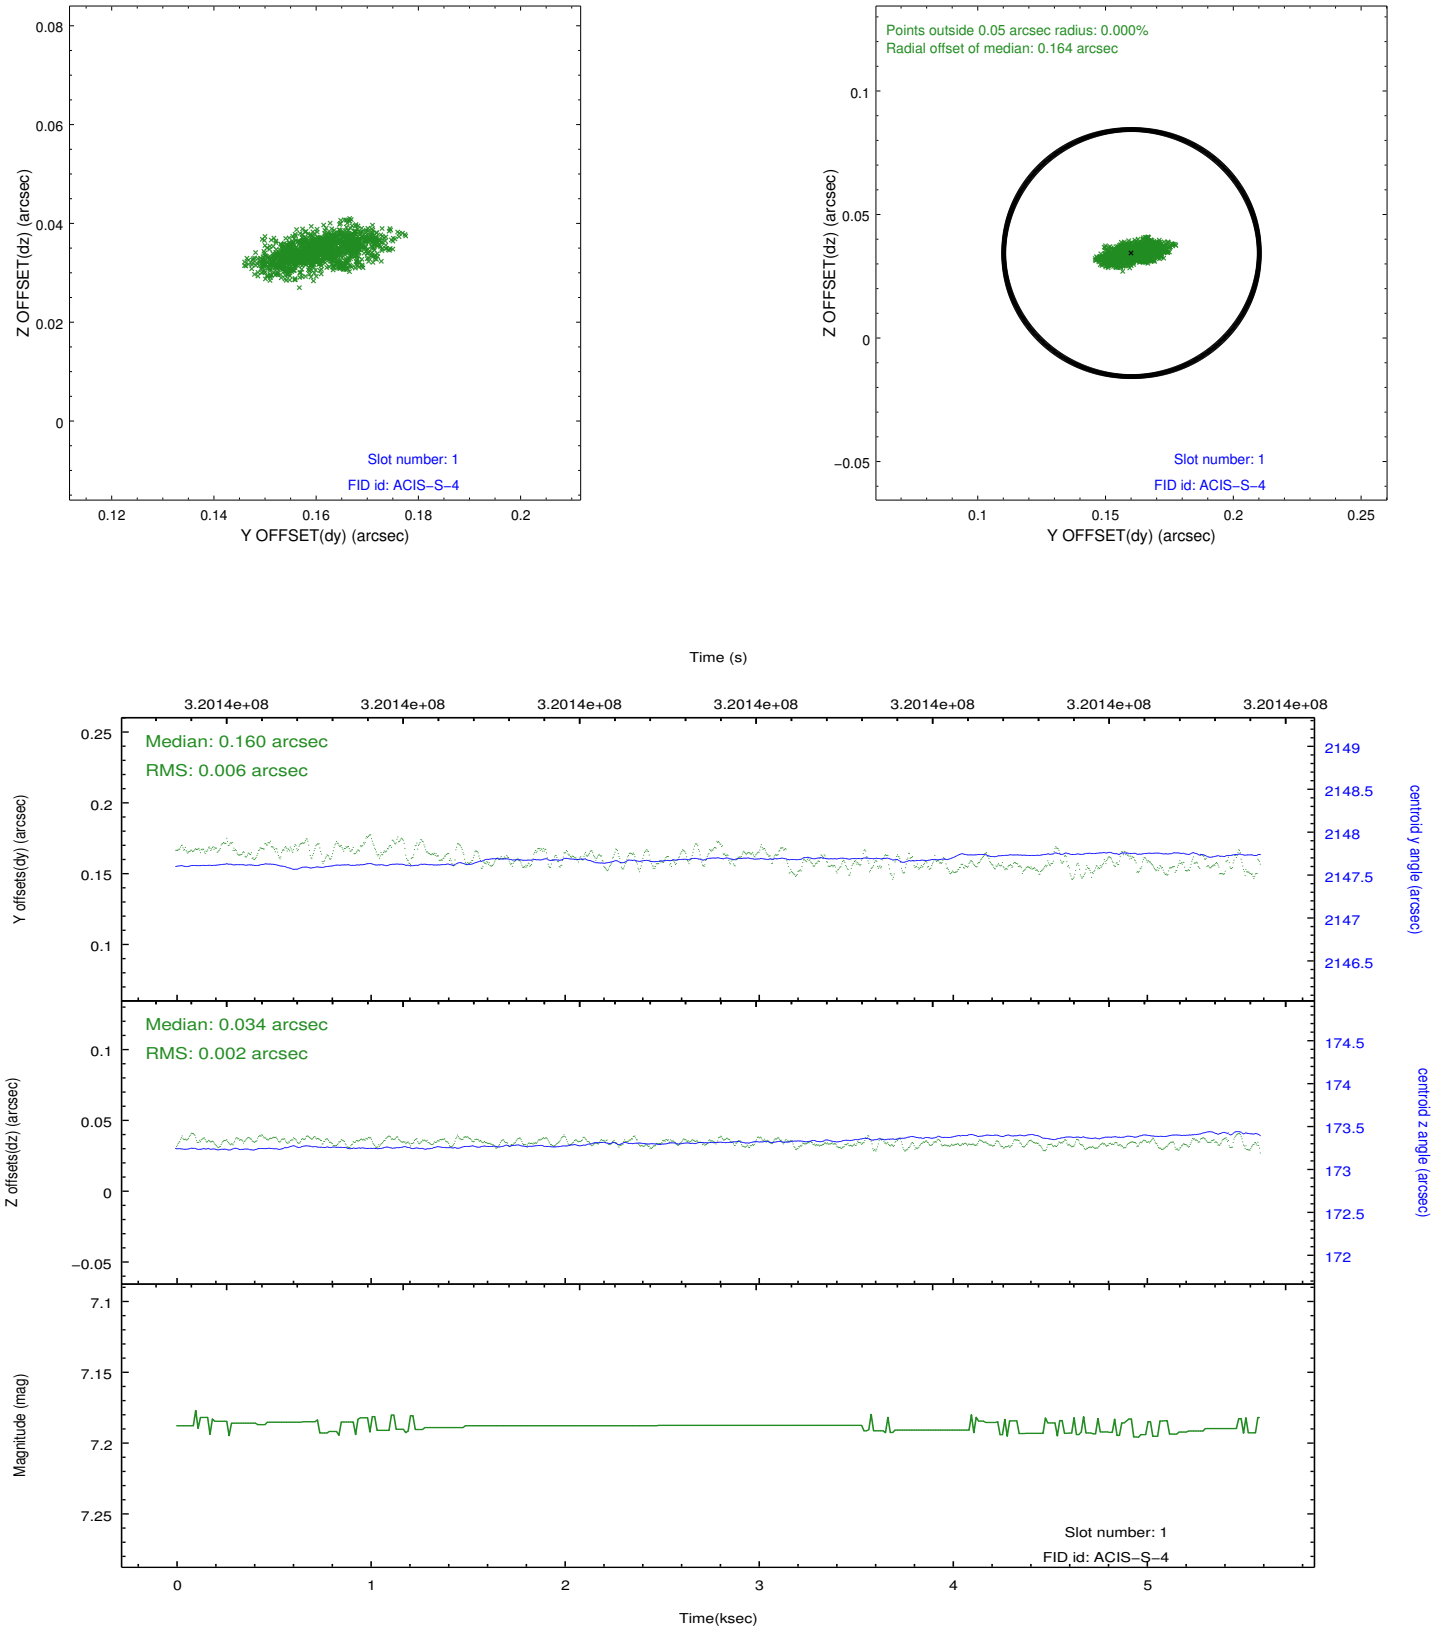 0.08
0.06
0.04
0.02
0
Z OFFSET(dz) (arcsec)
Slot number: 1
FID id: ACIS−S−4
0.12 0.14 0.16 0.18 0.2
Y OFFSET(dy) (arcsec)
Points outside 0.05 arcsec radius: 0.000%
Radial offset of median: 0.164 arcsec
0.1
0.05
0
−0.05
Z OFFSET(dz) (arcsec)
Slot number: 1
FID id: ACIS−S−4
0.1 0.15 0.2 0.25
Y OFFSET(dy) (arcsec)
Time (s)
3.2014e+08 3.2014e+08 3.2014e+08 3.2014e+08 3.2014e+08 3.2014e+08 3.2014e+08
Median: 0.160 arcsec
RMS: 0.006 arcsec
0.25
0.2
0.15
0.1
Y offsets(dy) (arcsec)
2149
2148.5
2148
2147.5
2147
2146.5
centroid y angle (arcsec)
Median: 0.034 arcsec
RMS: 0.002 arcsec
0.1
0.05
0
−0.05
Z offsets(dz) (arcsec)
174.5
174
173.5
173
172.5
172
centroid z angle (arcsec)
7.1
7.15
7.2
7.25
Magnitude (mag)
Slot number: 1
FID id: ACIS−S−4
0 1 2 3 4 5
Time(ksec)